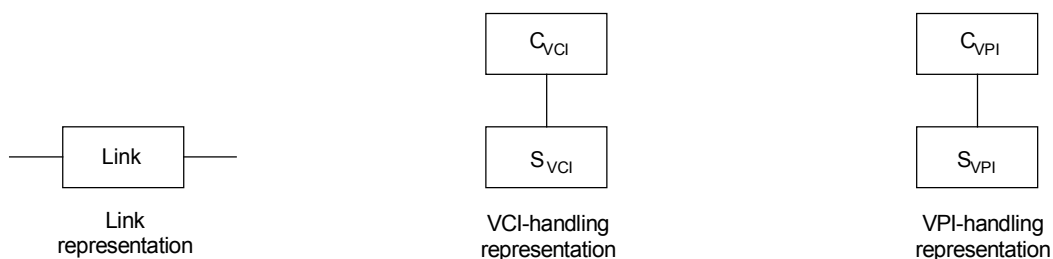 C_VCI
C_VPI
Link
S_VCI
S_VPI
Link
representation
VCI-handling
representation
VPI-handling
representation